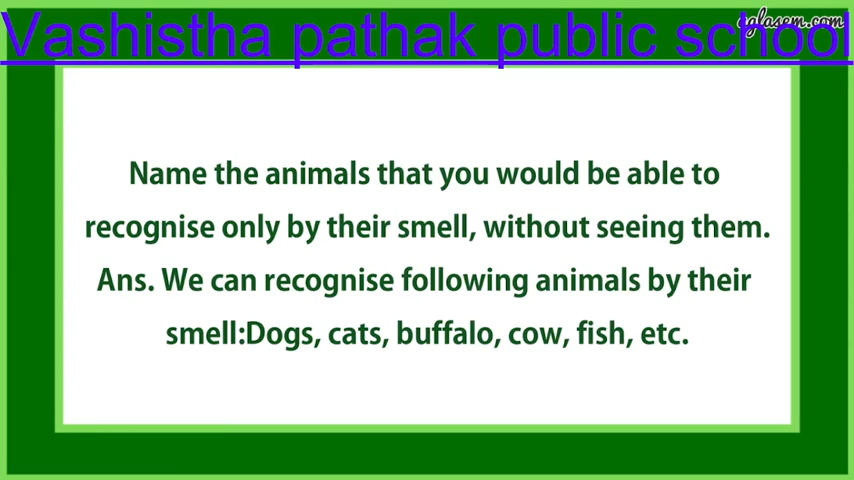 aglasem.com
Vashistha pathak public school
Name the animals that you would be able to
recognise only by their smell, without seeing them.
Ans. We can recognise following animals by their
smell:Dogs, cats, buffalo, cow, fish, etc.